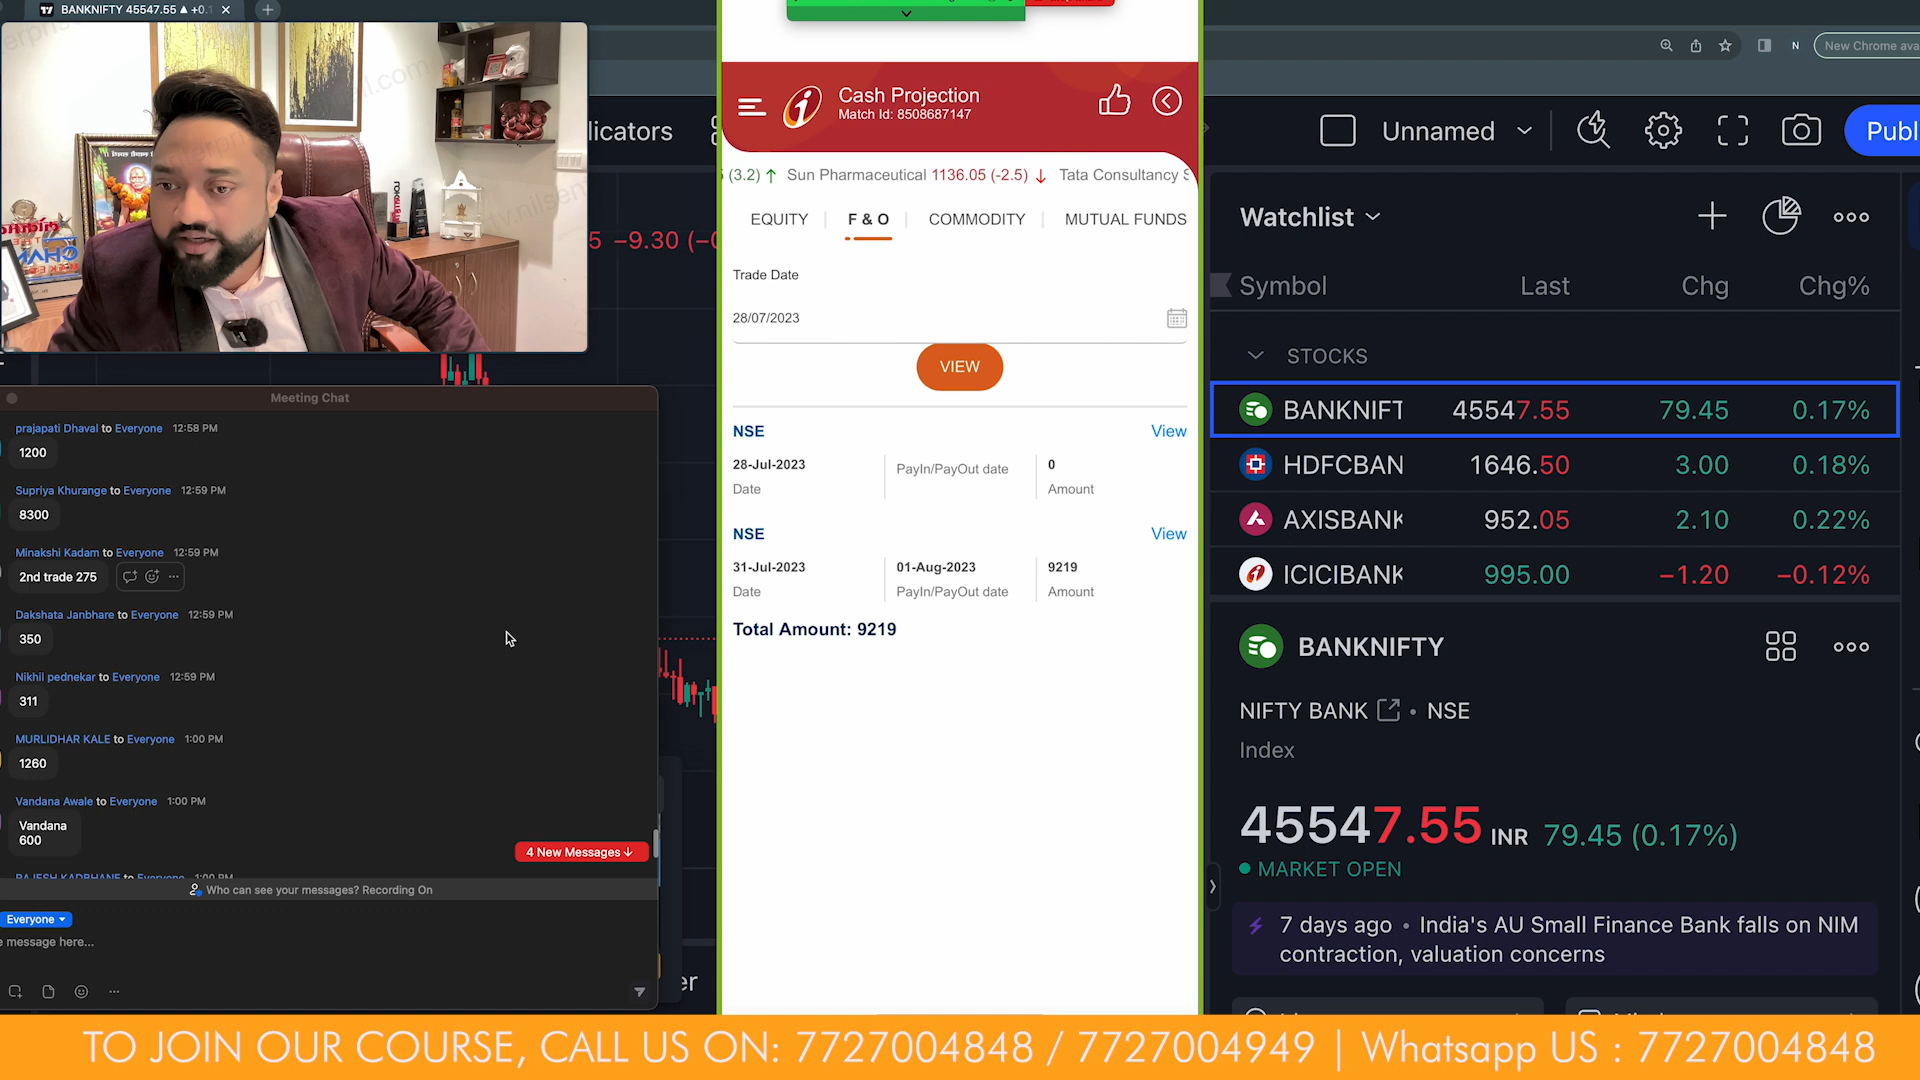 BANKNIFTY 45547.55 ▲ +0.1
New Chrome ava
licators
Unnamed
Publ
5 −9.30 (−0
Cash Projection
Match Id: 8508687147
(3.2) ↑ Sun Pharmaceutical 1136.05 (-2.5) ↓ Tata Consultancy S
EQUITY
F & O
COMMODITY
MUTUAL FUNDS
Trade Date
28/07/2023
VIEW
NSE
View
28-Jul-2023
PayIn/PayOut date
0
Date
Amount
NSE
View
31-Jul-2023
01-Aug-2023
9219
Date
PayIn/PayOut date
Amount
Total Amount: 9219
Meeting Chat
prajapati Dhaval to Everyone 12:58 PM
1200
Supriya Khurange to Everyone 12:59 PM
8300
Minakshi Kadam to Everyone 12:59 PM
2nd trade 275
Dakshata Janbhare to Everyone 12:59 PM
350
Nikhil pednekar to Everyone 12:59 PM
311
MURLIDHAR KALE to Everyone 1:00 PM
1260
Vandana Awale to Everyone 1:00 PM
Vandana
600
4 New Messages ↓
RAJESH KADBHANE to Everyone 1:00 PM
Who can see your messages? Recording On
Everyone
e message here...
er
Watchlist
Symbol Last Chg Chg%
STOCKS
BANKNIFT 45547.55 79.45 0.17%
HDFCBAN 1646.50 3.00 0.18%
AXISBANK 952.05 2.10 0.22%
ICICIBANK 995.00 −1.20 −0.12%
BANKNIFTY
NIFTY BANK • NSE
Index
45547.55 INR 79.45 (0.17%)
MARKET OPEN
7 days ago • India's AU Small Finance Bank falls on NIM
contraction, valuation concerns
TO JOIN OUR COURSE, CALL US ON: 7727004848 / 7727004949 | Whatsapp US : 7727004848